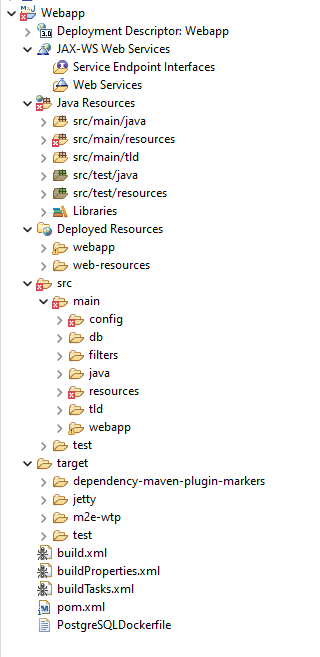 Webapp
Deployment Descriptor: Webapp
JAX-WS Web Services
Service Endpoint Interfaces
Web Services
Java Resources
src/main/java
src/main/resources
src/main/tld
src/test/java
src/test/resources
Libraries
Deployed Resources
webapp
web-resources
src
main
config
db
filters
java
resources
tld
webapp
test
target
dependency-maven-plugin-markers
jetty
m2e-wtp
test
build.xml
buildProperties.xml
buildTasks.xml
pom.xml
PostgreSQLDockerfile